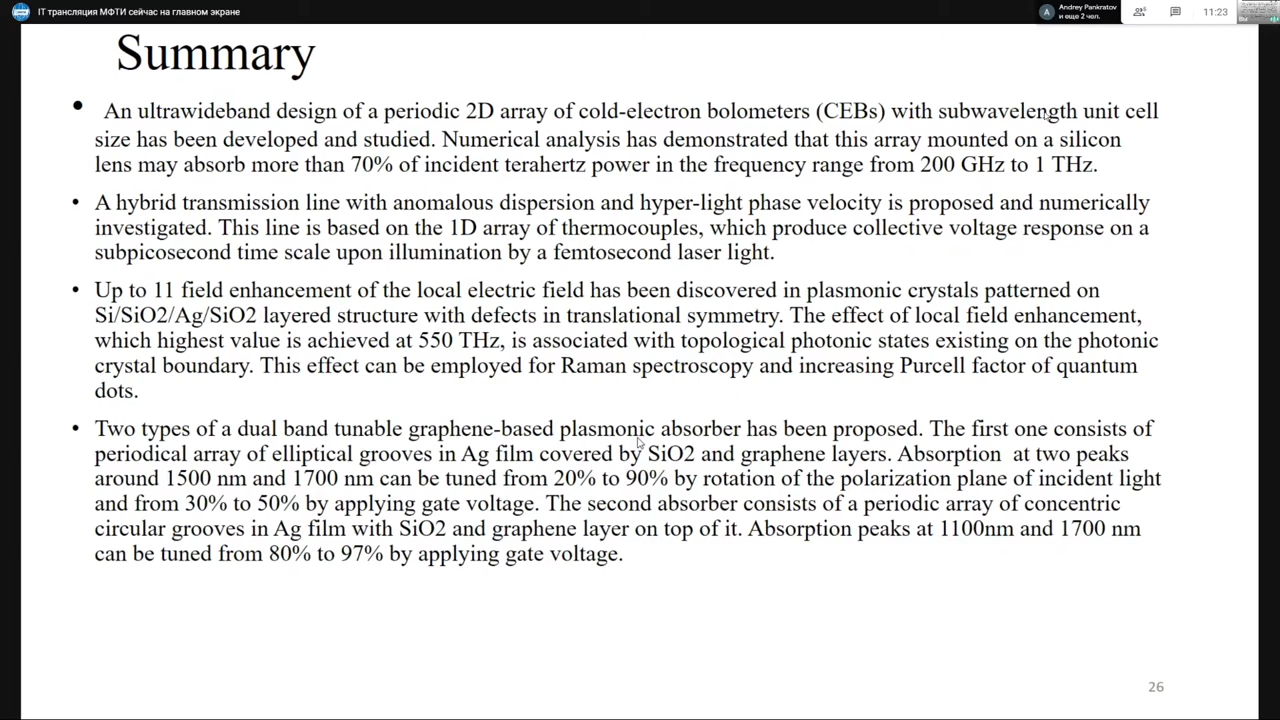 IT трансляция МФТИ сейчас на главном экране
Andrey Pankratov
и еще 2 чел.
A
11:23
Summary
• An ultrawideband design of a periodic 2D array of cold-electron bolometers (CEBs) with subwavelength unit cell
size has been developed and studied. Numerical analysis has demonstrated that this array mounted on a silicon
lens may absorb more than 70% of incident terahertz power in the frequency range from 200 GHz to 1 THz.
• A hybrid transmission line with anomalous dispersion and hyper-light phase velocity is proposed and numerically
investigated. This line is based on the 1D array of thermocouples, which produce collective voltage response on a
subpicosecond time scale upon illumination by a femtosecond laser light.
• Up to 11 field enhancement of the local electric field has been discovered in plasmonic crystals patterned on
Si/SiO2/Ag/SiO2 layered structure with defects in translational symmetry. The effect of local field enhancement,
which highest value is achieved at 550 THz, is associated with topological photonic states existing on the photonic
crystal boundary. This effect can be employed for Raman spectroscopy and increasing Purcell factor of quantum
dots.
• Two types of a dual band tunable graphene-based plasmonic absorber has been proposed. The first one consists of
periodical array of elliptical grooves in Ag film covered by SiO2 and graphene layers. Absorption at two peaks
around 1500 nm and 1700 nm can be tuned from 20% to 90% by rotation of the polarization plane of incident light
and from 30% to 50% by applying gate voltage. The second absorber consists of a periodic array of concentric
circular grooves in Ag film with SiO2 and graphene layer on top of it. Absorption peaks at 1100nm and 1700 nm
can be tuned from 80% to 97% by applying gate voltage.
26